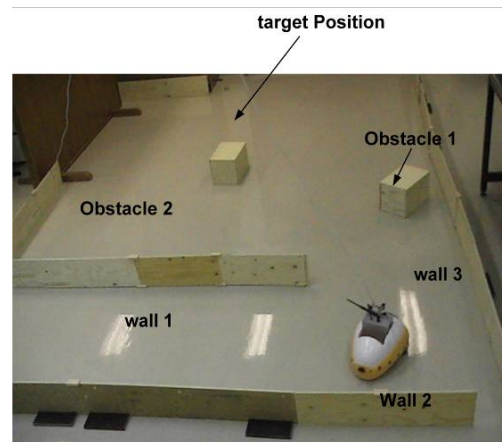 target Position
Obstacle 1
Obstacle 2
wall 3
wall 1
Wall 2